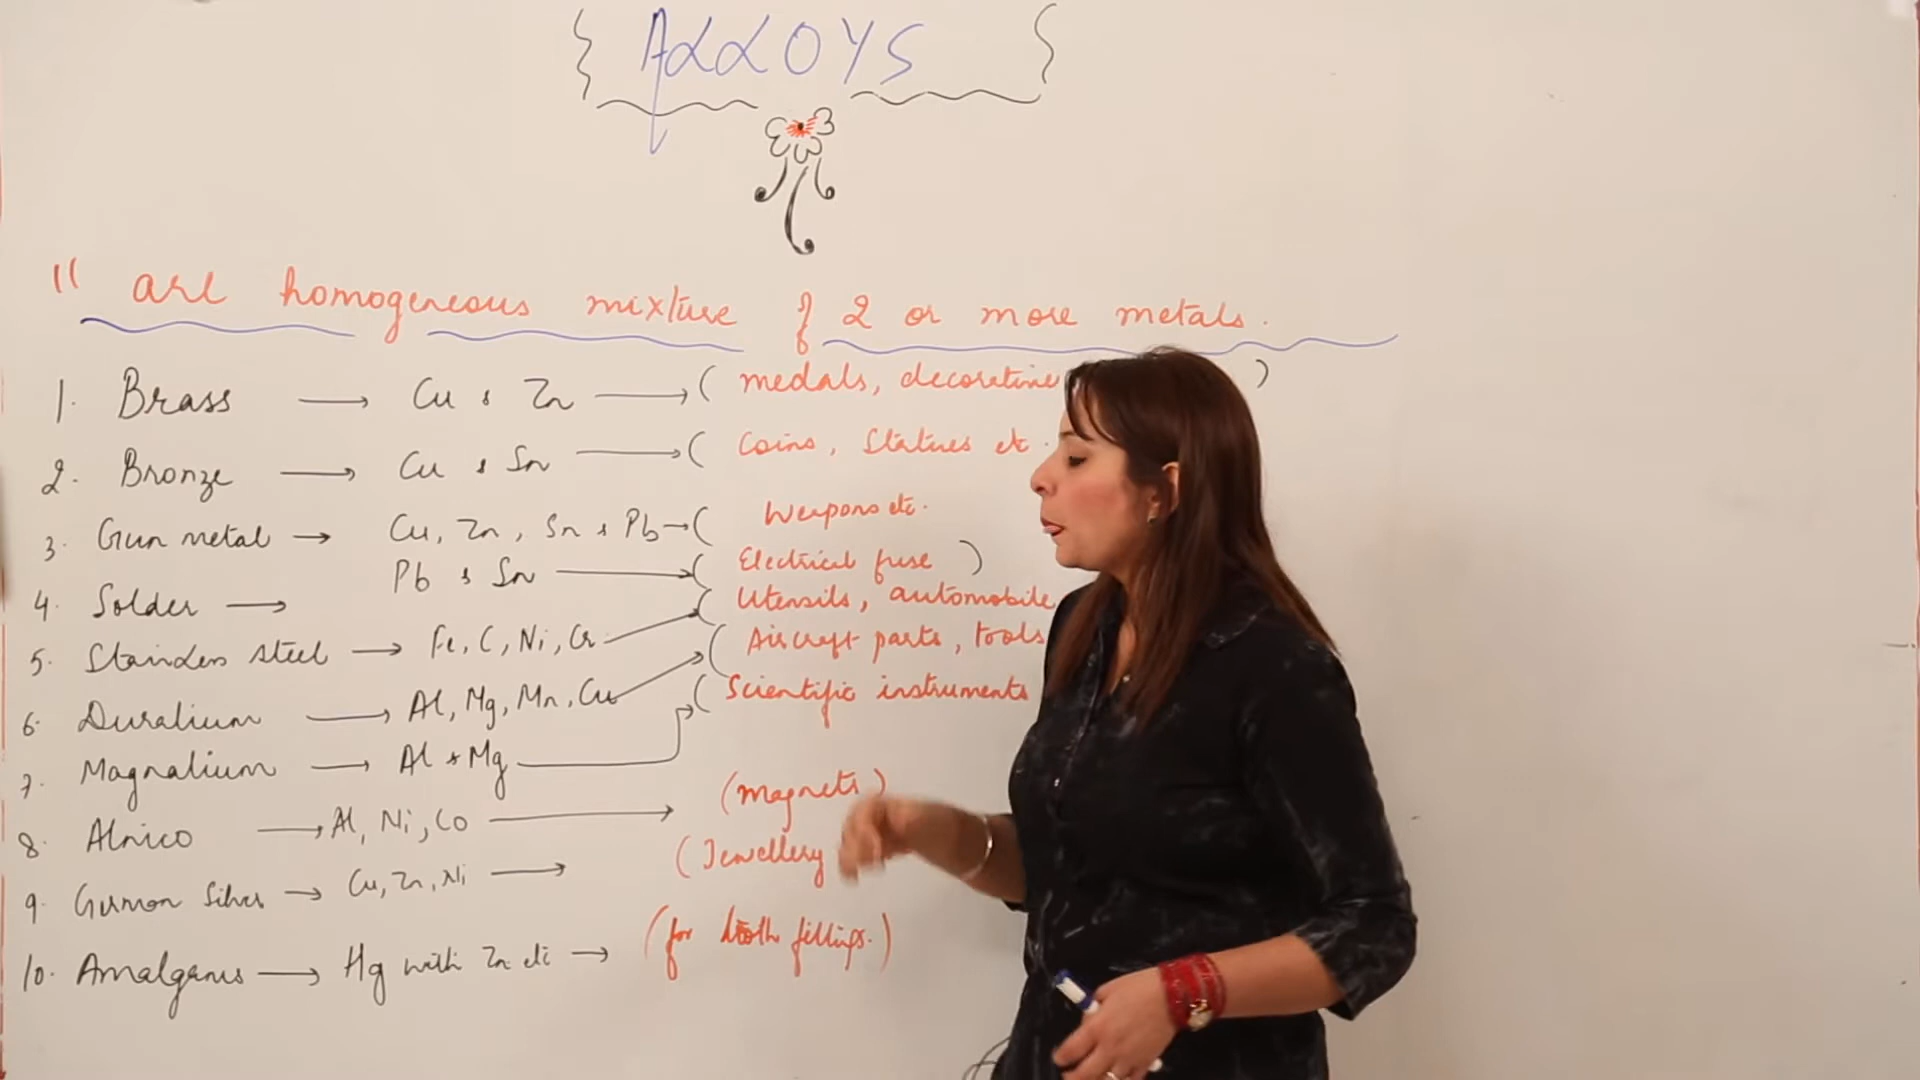 ALLOYS
" are homogereous mixture of 2 or more metals.
1. Brass → Cu & Zn → ( medals, decorative )
2. Bronze → Cu & Sn → ( Coins, Statues etc.
3. Gun metal → Cu, Zn, Sn & Pb → ( Weapons etc.
4. Solder → Pb & Sn → ( Electrical fuse )
5. Stainless steel → Fe, C, Ni, Cr → ( Utensils, automobile
6. Duralium → Al, Mg, Mn, Cu → ( Aircraft parts, tools
7. Magnalium → Al & Mg → ( Scientific instruments
8. Alnico → Al, Ni, Co → (magnets)
9. German Silver → Cu, Zn, Ni → ( Jewellery
10. Amalgams → Hg with Zn etc → (for tooth fillings.)